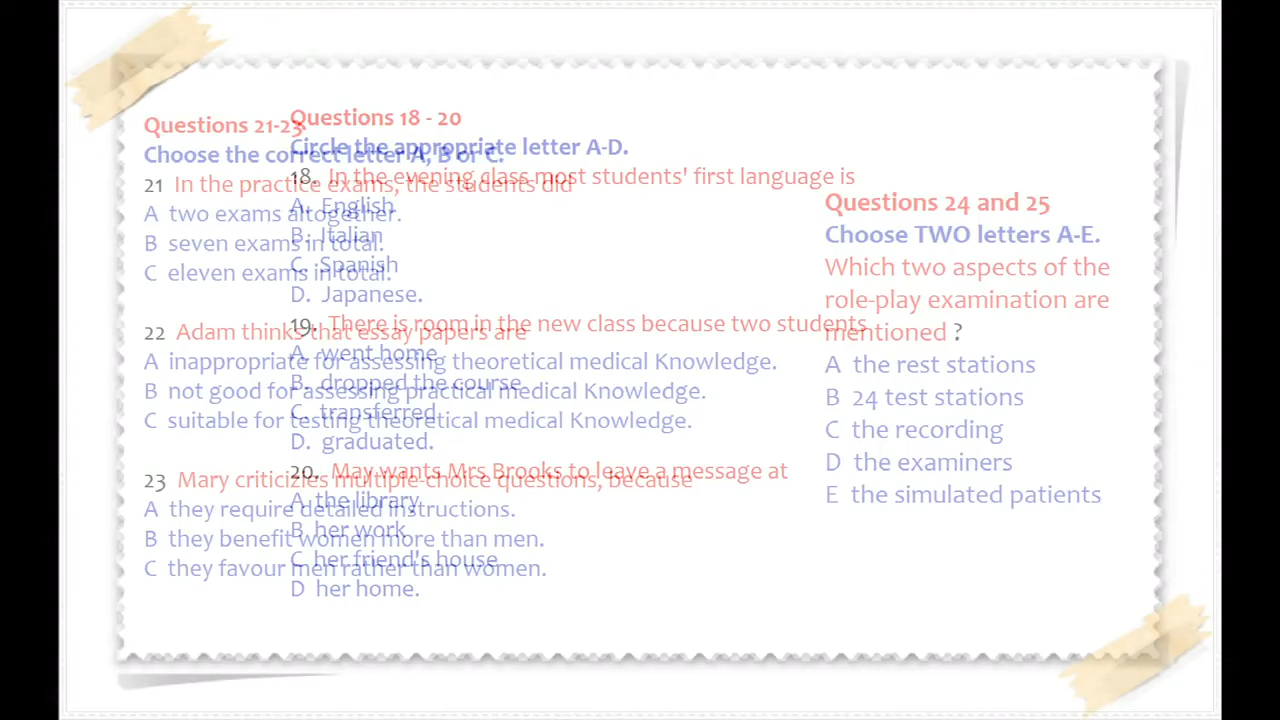 Questions 18 - 20
Circle the appropriate letter A-D.
18. In the evening class most students' first language is
A. English
B. Italian
C. Spanish
D. Japanese.
19. There is room in the new class because two students
A. went home
B. dropped the course
C. transferred
D. graduated.
20. May wants Mrs Brooks to leave a message at
A the library
B her work
C her friend's house
D her home.
Questions 21-23
Choose the correct letter A, B or C.
21 In the practice exams, the students did
A two exams altogether.
B seven exams in total.
C eleven exams in total.
22 Adam thinks that essay papers are
A inappropriate for assessing theoretical medical Knowledge.
B not good for assessing practical medical Knowledge.
C suitable for testing theoretical medical Knowledge.
23 Mary criticizies multiple-choice questions, because
A they require detailed instructions.
B they benefit women more than men.
C they favour men rather than women.
Questions 24 and 25
Choose TWO letters A-E.
Which two aspects of the
role-play examination are
mentioned ?
A the rest stations
B 24 test stations
C the recording
D the examiners
E the simulated patients